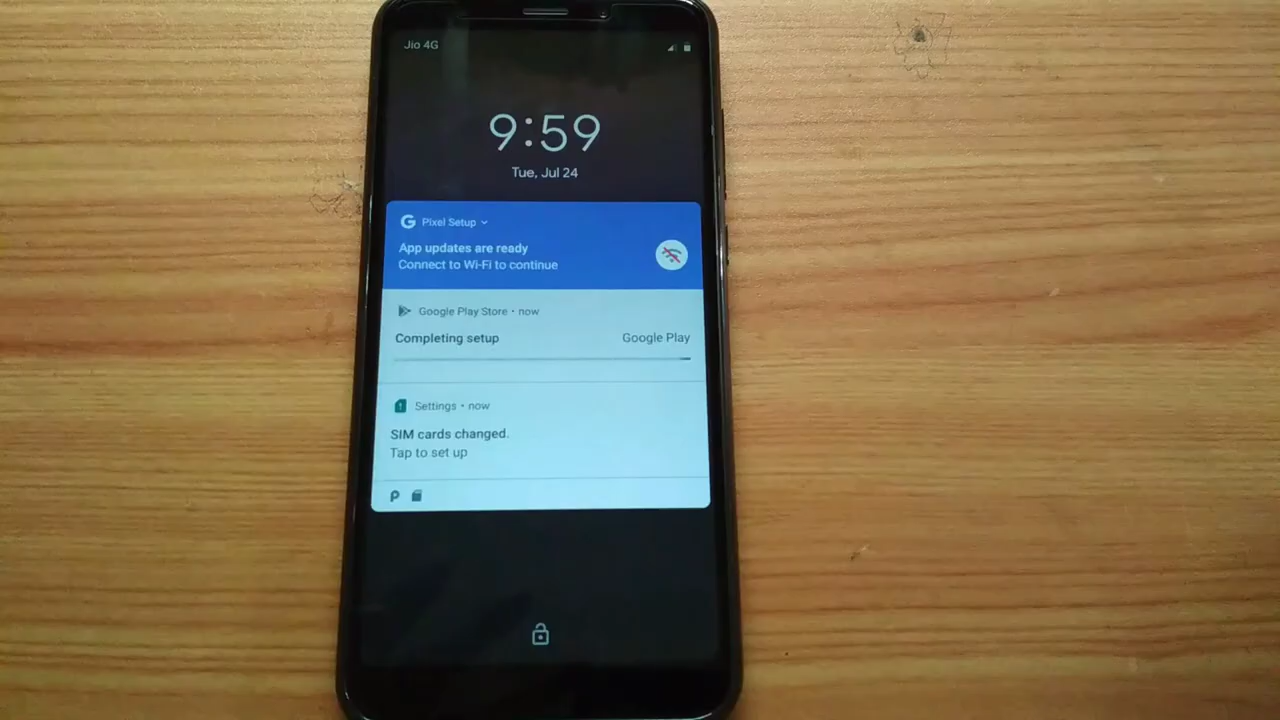 Jio 4G
9:59
Tue, Jul 24
Pixel Setup
App updates are ready
Connect to Wi-Fi to continue
Google Play Store • now
Completing setup Google Play
Settings • now
SIM cards changed.
Tap to set up